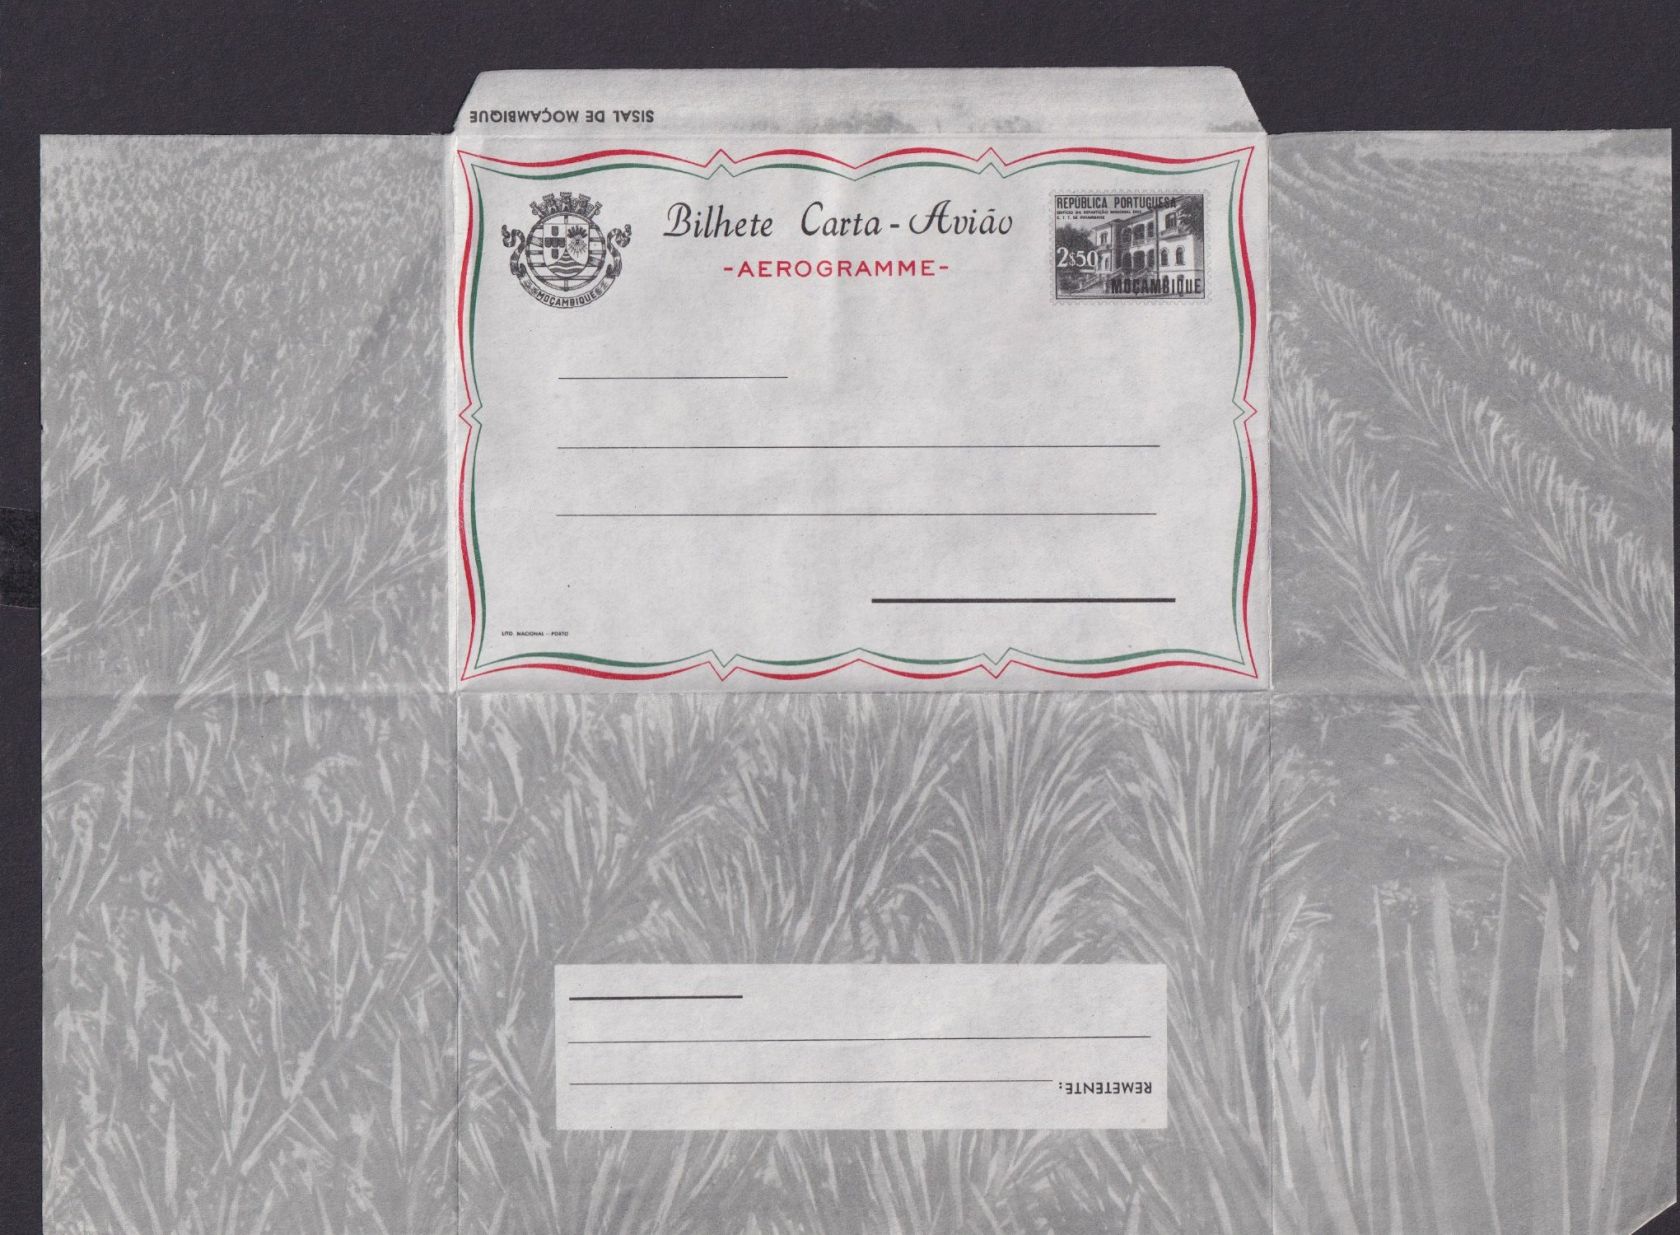 SISAL DE MOÇAMBIQUE
Bilhete Carta-Avião
-AEROGRAMME-
MOÇAMBIQUE
REPÚBLICA PORTUGUESA
2$50
MOÇAMBIQUE
LITO. NACIONAL - PORTO
REMETENTE: